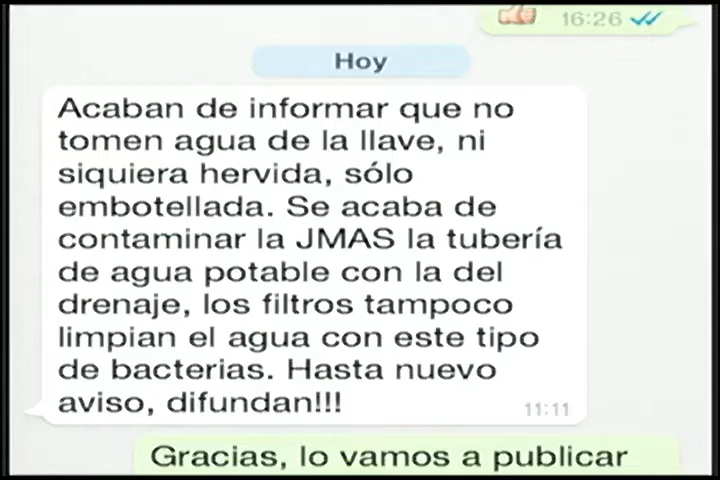 16:26
Hoy
Acaban de informar que no
tomen agua de la llave, ni
siquiera hervida, sólo
embotellada. Se acaba de
contaminar la JMAS la tubería
de agua potable con la del
drenaje, los filtros tampoco
limpian el agua con este tipo
de bacterias. Hasta nuevo
aviso, difundan!!!
11:11
Gracias, lo vamos a publicar